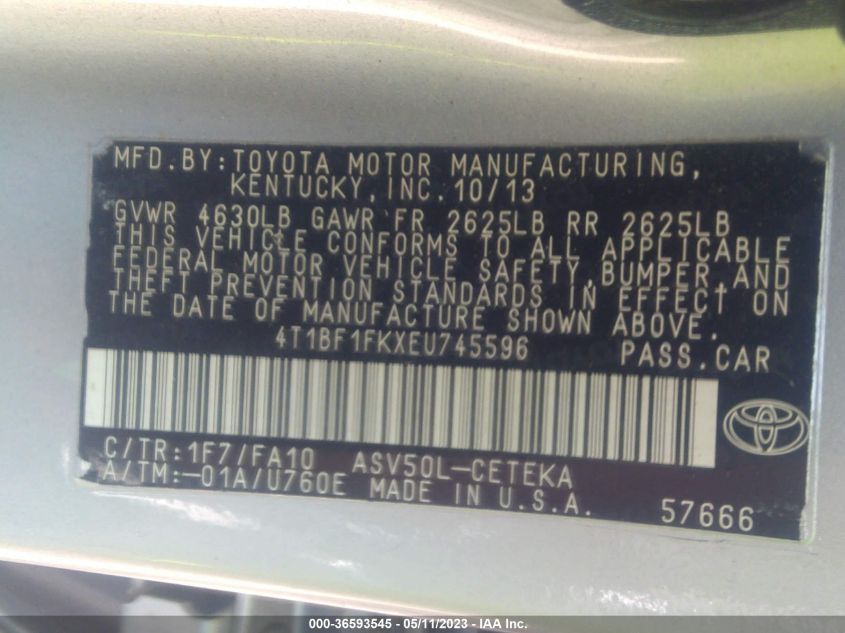 MFD.BY:TOYOTA MOTOR MANUFACTURING,
KENTUCKY,INC.10/13
GVWR 4630LB GAWR FR 2625LB RR 2625LB
THIS VEHICLE CONFORMS TO ALL APPLICABLE
FEDERAL MOTOR VEHICLE SAFETY,BUMPER,AND
THEFT PREVENTION STANDARDS IN EFFECT ON
THE DATE OF MANUFACTURE SHOWN ABOVE.
4T1BF1FKXEU745596 PASS.CAR
C/TR:1F7/FA10 ASV50L-CETEKA
A/TM:-01A/U760E MADE IN U.S.A.
57666
000-36593545 / 05/11/2023 - IAA Inc.